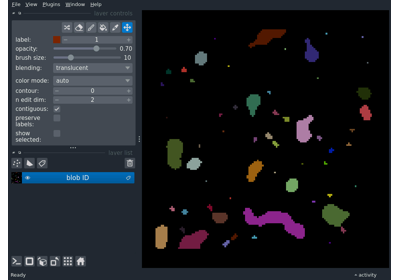 File View Plugins Window Help
layer controls
label: 1
opacity: 0.70
brush size: 10
blending: translucent
color mode: auto
contour: 0
n edit dim: 2
contiguous:
preserve
labels:
show
selected:
layer list
blob ID
Ready
activity